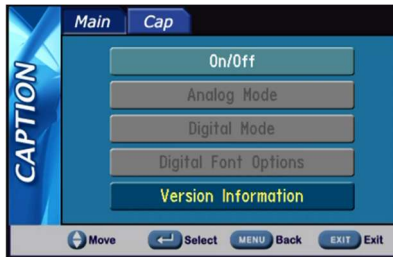 Main Cap
CAPTION
On/Off
Analog Mode
Digital Mode
Digital Font Options
Version Information
Move Select MENU Back EXIT Exit